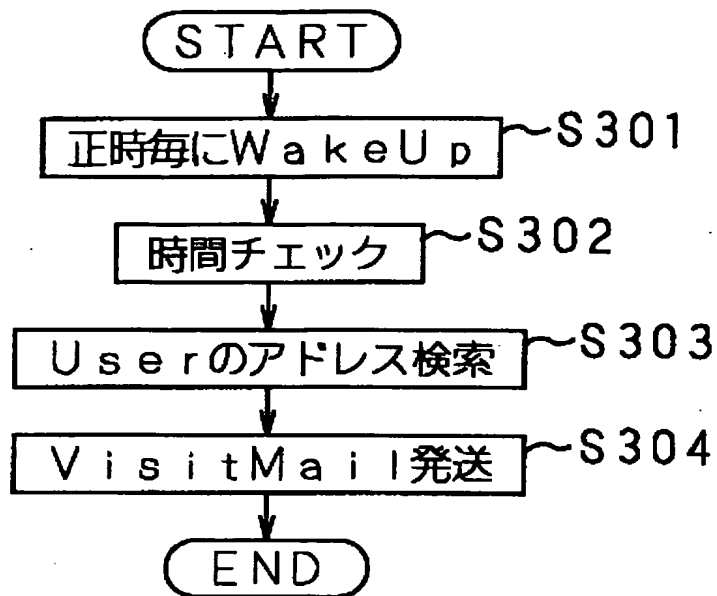 START
正時毎にWakeUp
S301
時間チェック
S302
Userのアドレス検索
S303
VisitMail発送
S304
END